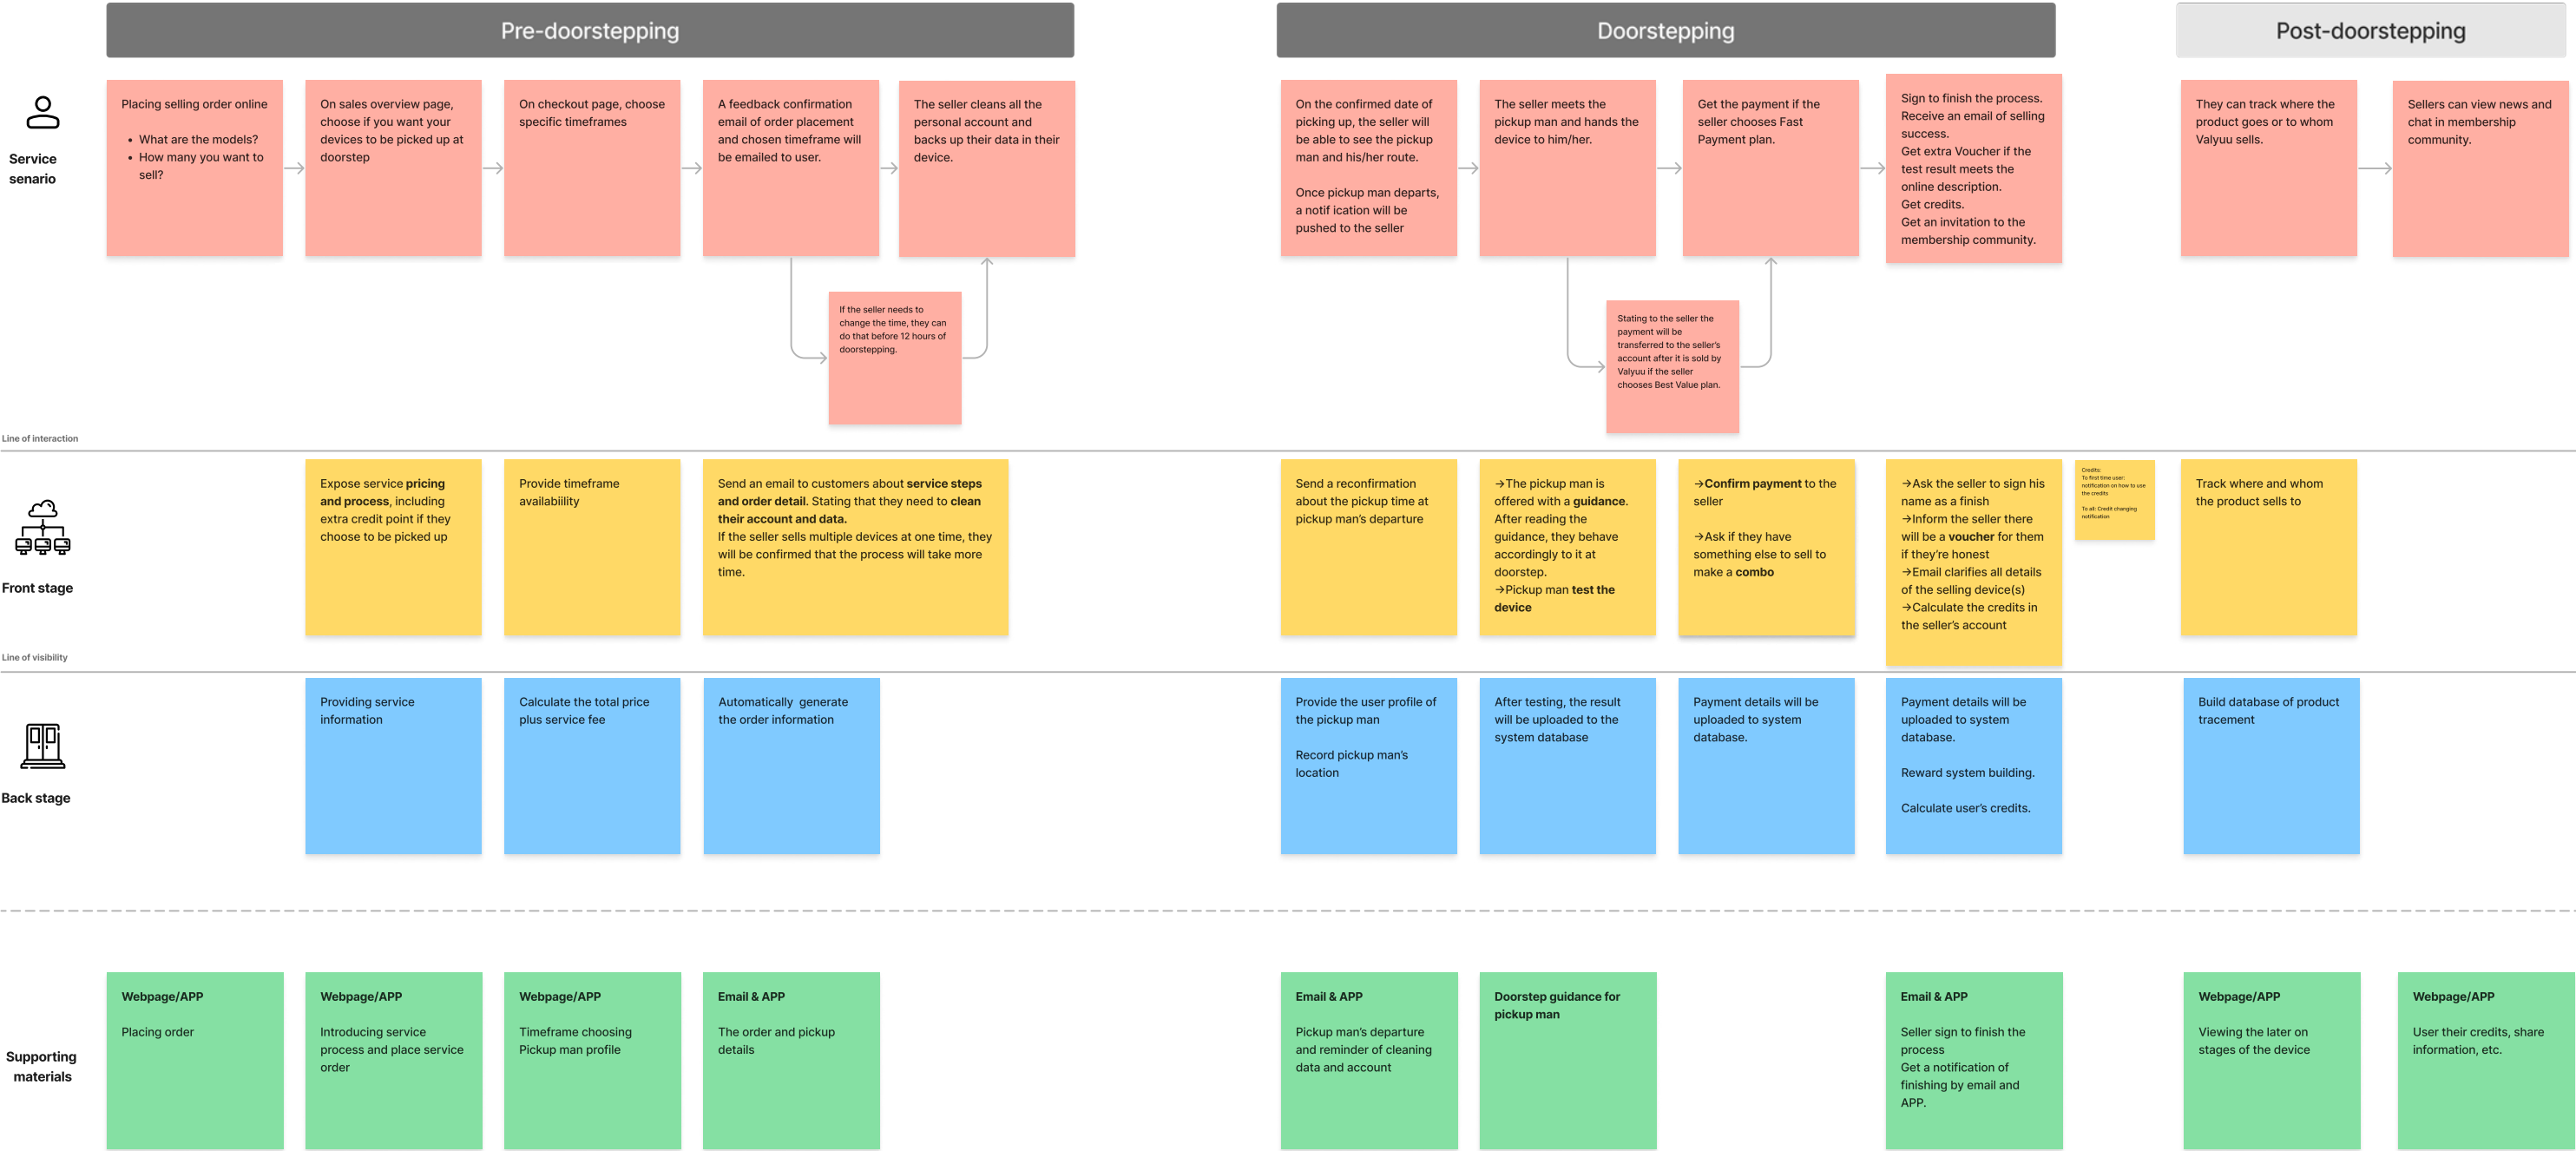 Pre-doorstepping
Doorstepping
Post-doorstepping
Service
senario
Placing selling order online
• What are the models?
• How many you want to
sell?
On sales overview page,
choose if you want your
devices to be picked up at
doorstep
On checkout page, choose
specific timeframes
A feedback confirmation
email of order placement
and chosen timeframe will
be emailed to user.
The seller cleans all the
personal account and
backs up their data in their
device.
If the seller needs to
change the time, they can
do that before 12 hours of
doorstepping.
On the confirmed date of
picking up, the seller will
be able to see the pickup
man and his/her route.
Once pickup man departs,
a notif ication will be
pushed to the seller
The seller meets the
pickup man and hands the
device to him/her.
Get the payment if the
seller chooses Fast
Payment plan.
Stating to the seller the
payment will be
transferred to the seller's
account after it is sold by
Valyuu if the seller
chooses Best Value plan.
Sign to finish the process.
Receive an email of selling
success.
Get extra Voucher if the
test result meets the
online description.
Get credits.
Get an invitation to the
membership community.
They can track where the
product goes or to whom
Valyuu sells.
Sellers can view news and
chat in membership
community.
Line of interaction
Front stage
Expose service pricing
and process, including
extra credit point if they
choose to be picked up
Provide timeframe
availabiility
Send an email to customers about service steps
and order detail. Stating that they need to clean
their account and data.
If the seller sells multiple devices at one time, they
will be confirmed that the process will take more
time.
Send a reconfirmation
about the pickup time at
pickup man's departure
→The pickup man is
offered with a guidance.
After reading the
guidance, they behave
accordingly to it at
doorstep.
→Pickup man test the
device
→Confirm payment to the
seller
→Ask if they have
something else to sell to
make a combo
→Ask the seller to sign his
name as a finish
→Inform the seller there
will be a voucher for them
if they're honest
→Email clarifies all details
of the selling device(s)
→Calculate the credits in
the seller's account
Credits:
To first time user:
notification on how to use
the credits
To all: Credit changing
notification
Track where and whom
the product sells to
Line of visibility
Back stage
Providing service
information
Calculate the total price
plus service fee
Automatically  generate
the order information
Provide the user profile of
the pickup man
Record pickup man's
location
After testing, the result
will be uploaded to the
system database
Payment details will be
uploaded to system
database.
Payment details will be
uploaded to system
database.
Reward system building.
Calculate user's credits.
Build database of product
tracement
Supporting
materials
Webpage/APP
Placing order
Webpage/APP
Introducing service
process and place service
order
Webpage/APP
Timeframe choosing
Pickup man profile
Email & APP
The order and pickup
details
Email & APP
Pickup man's departure
and reminder of cleaning
data and account
Doorstep guidance for
pickup man
Email & APP
Seller sign to finish the
process
Get a notification of
finishing by email and
APP.
Webpage/APP
Viewing the later on
stages of the device
Webpage/APP
User their credits, share
information, etc.